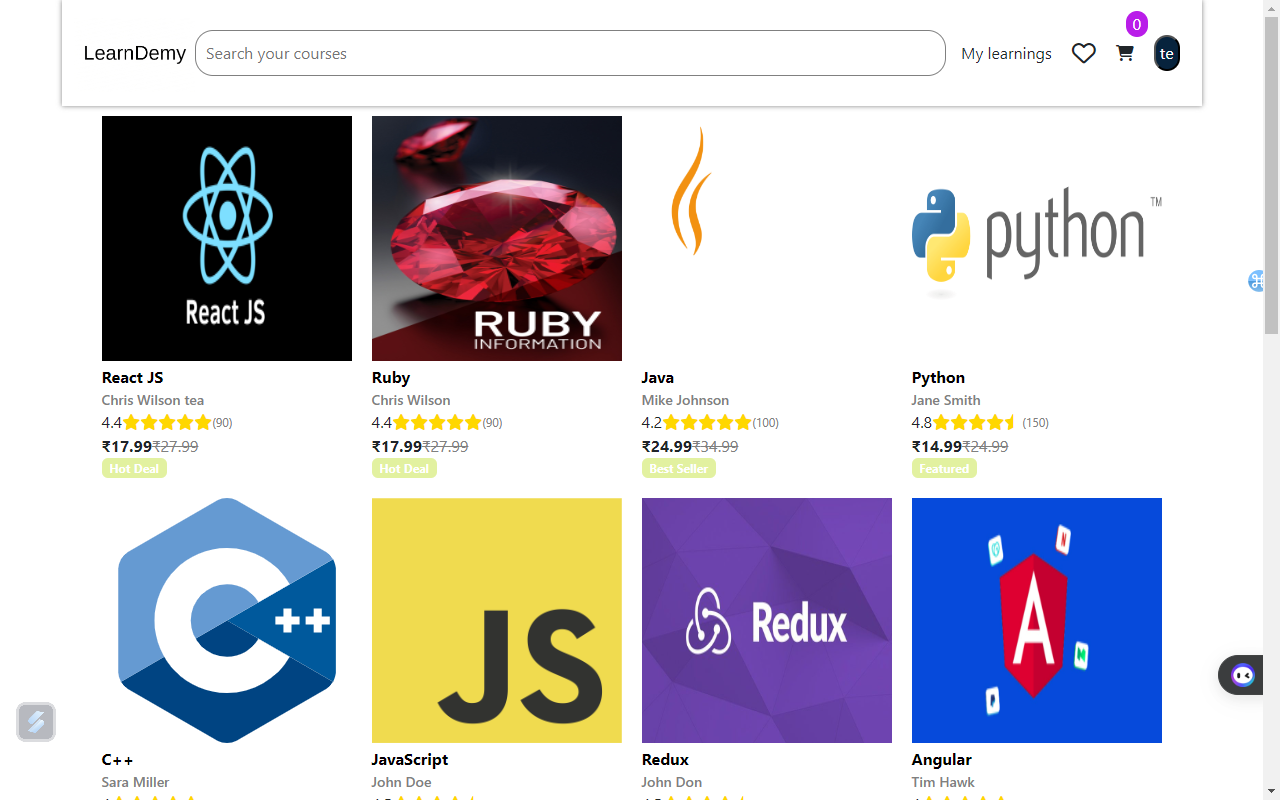 LearnDemy
Search your courses
My learnings
0
te
React JS
RUBY
INFORMATION
python
TM
React JS
Chris Wilson tea
4.4 (90)
₹17.99₹27.99
Hot Deal
Ruby
Chris Wilson
4.4 (90)
₹17.99₹27.99
Hot Deal
Java
Mike Johnson
4.2 (100)
₹24.99₹34.99
Best Seller
Python
Jane Smith
4.8 (150)
₹14.99₹24.99
Featured
C++
JS
Redux
A
N
C++
Sara Miller
JavaScript
John Doe
Redux
John Don
Angular
Tim Hawk